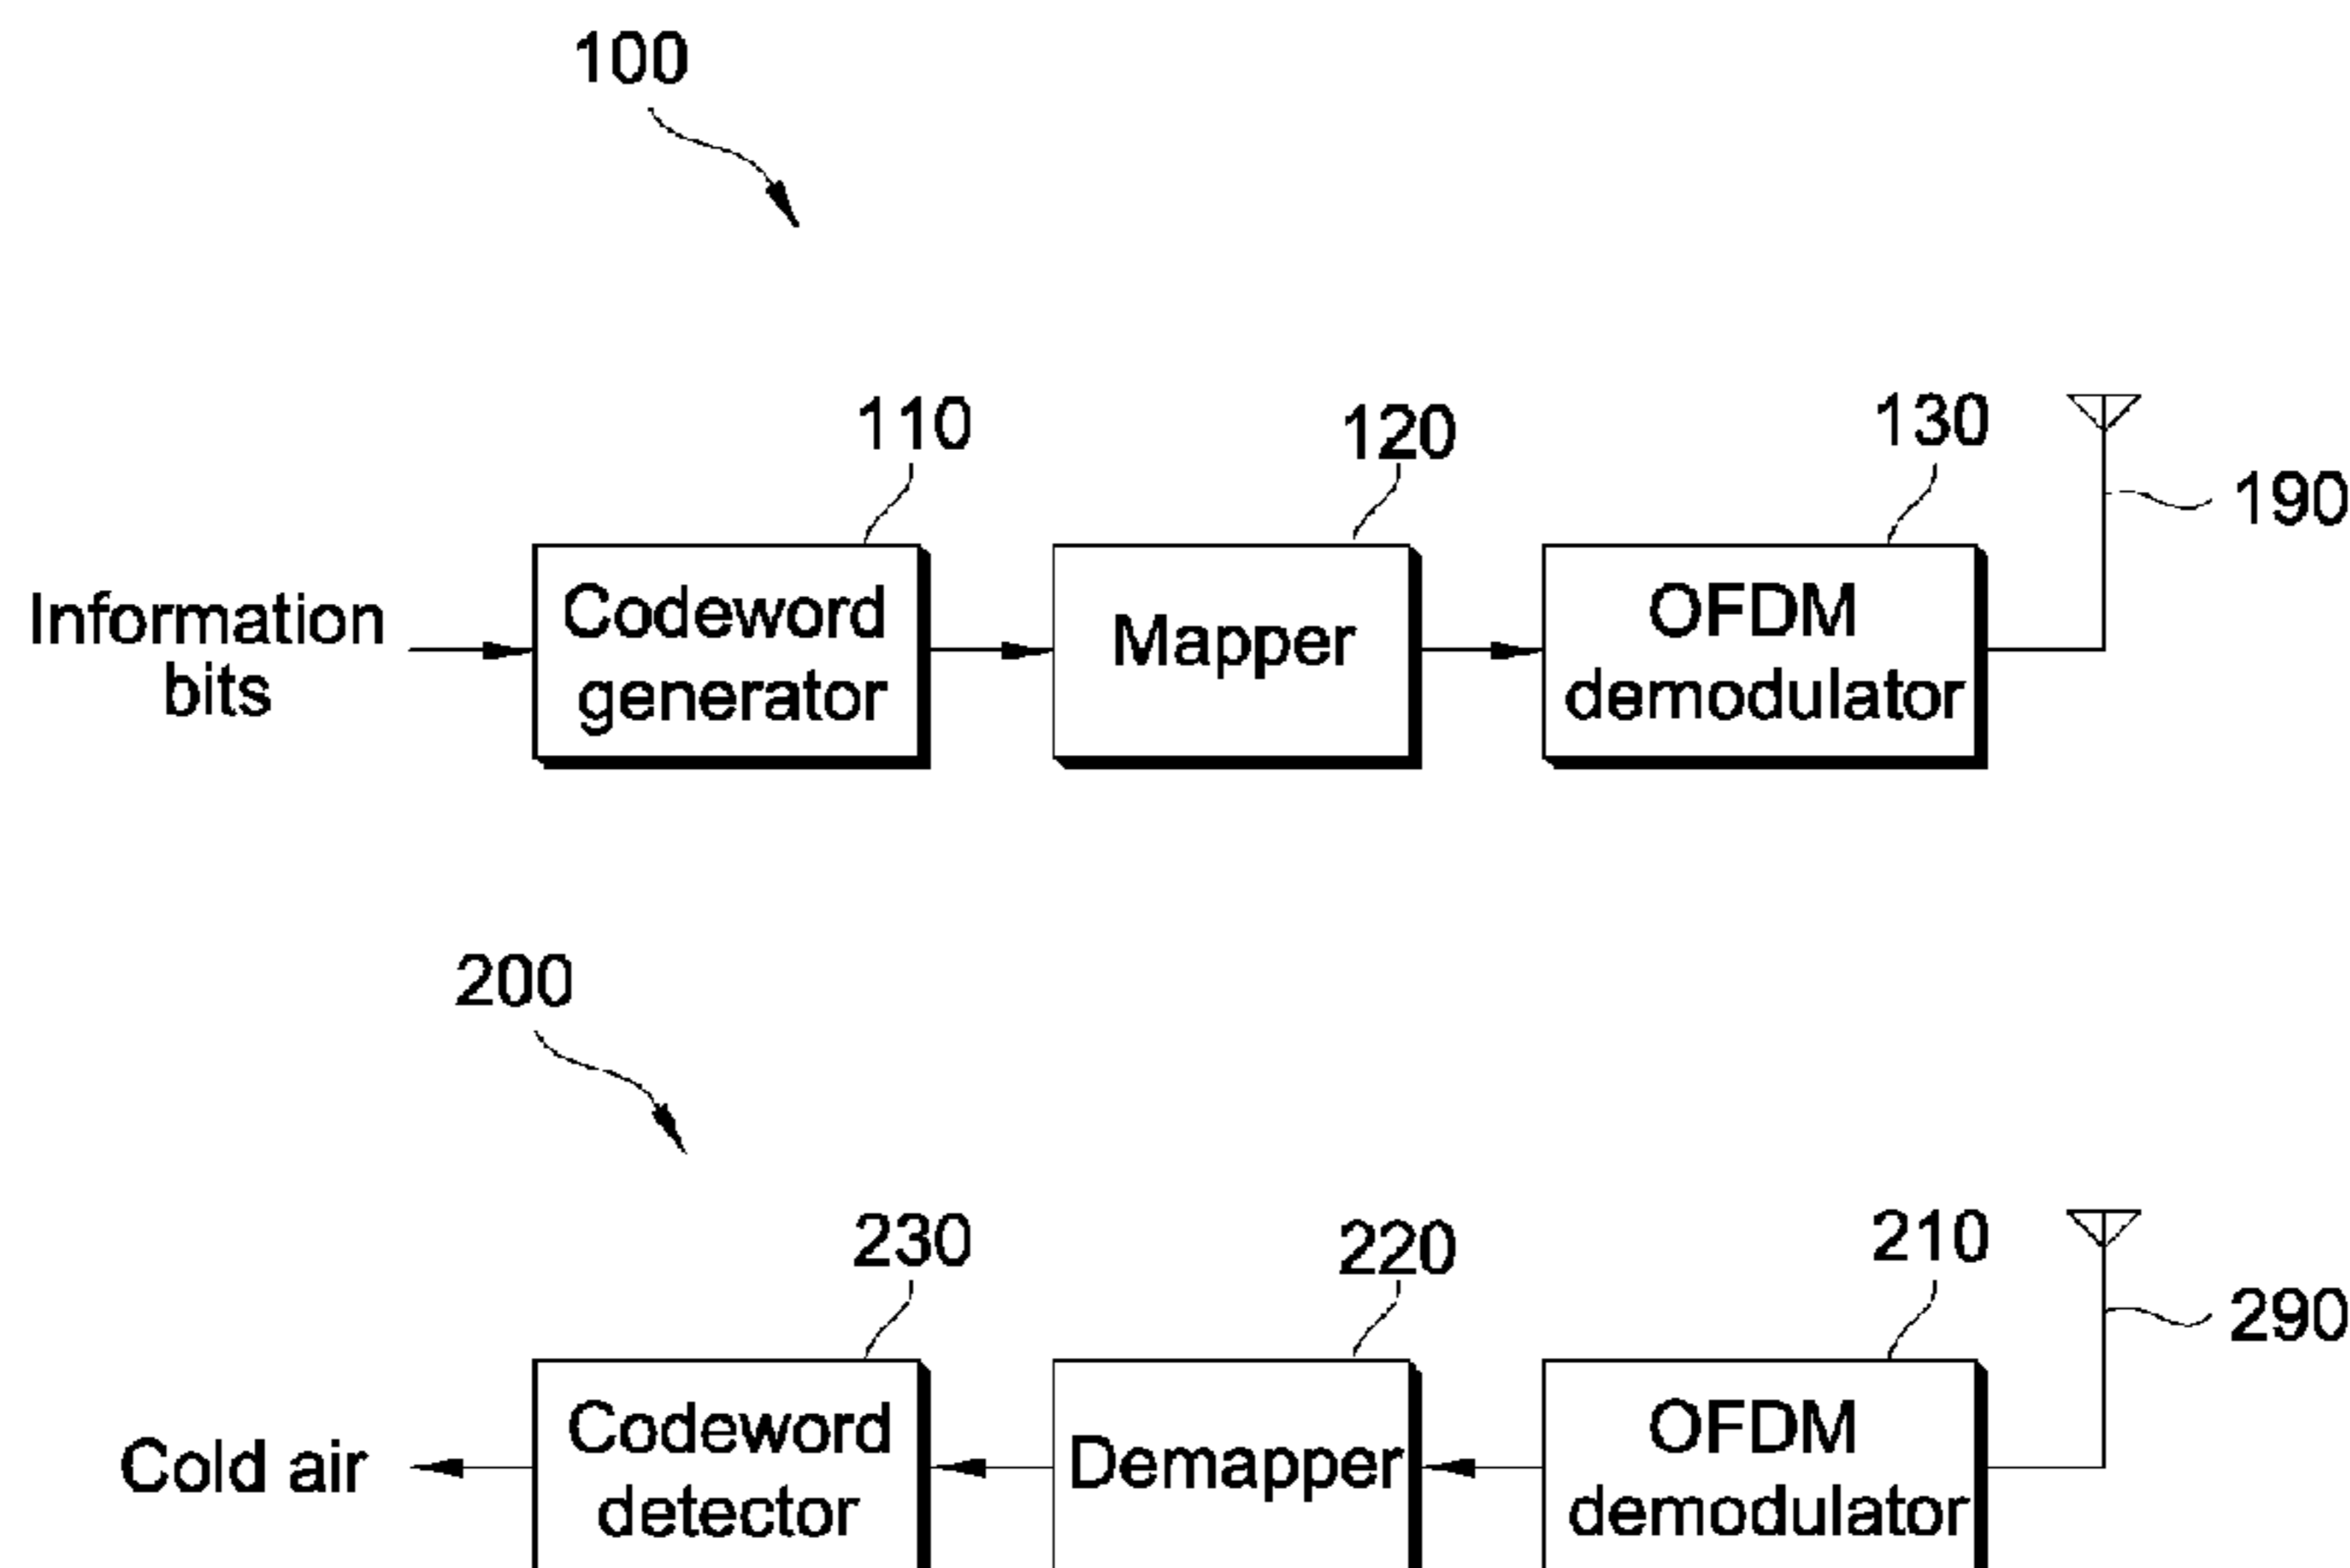 100
110
120
130
190
Information
bits
Codeword
generator
Mapper
OFDM
demodulator
200
230
220
210
290
Cold air
Codeword
detector
Demapper
OFDM
demodulator